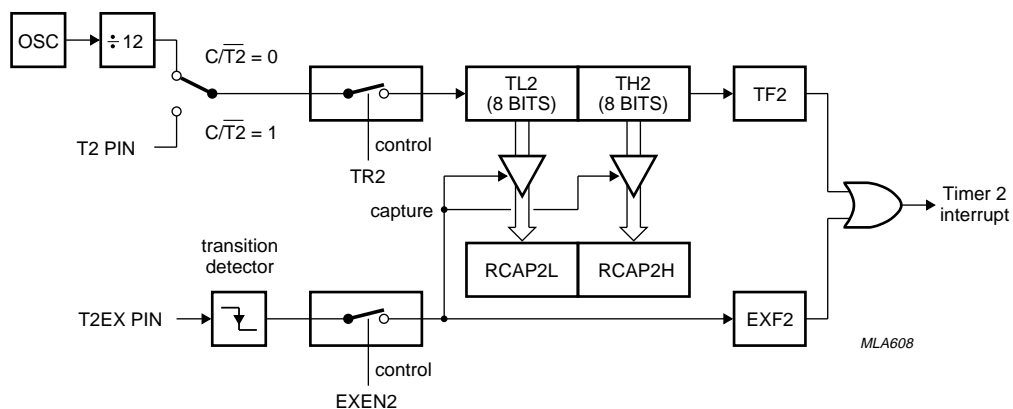 OSC
÷ 12
C/T2̅ = 0
C/T2̅ = 1
T2 PIN
control
TR2
TL2
(8 BITS)
TH2
(8 BITS)
TF2
capture
Timer 2
interrupt
RCAP2L
RCAP2H
transition
detector
T2EX PIN
control
EXEN2
EXF2
MLA608